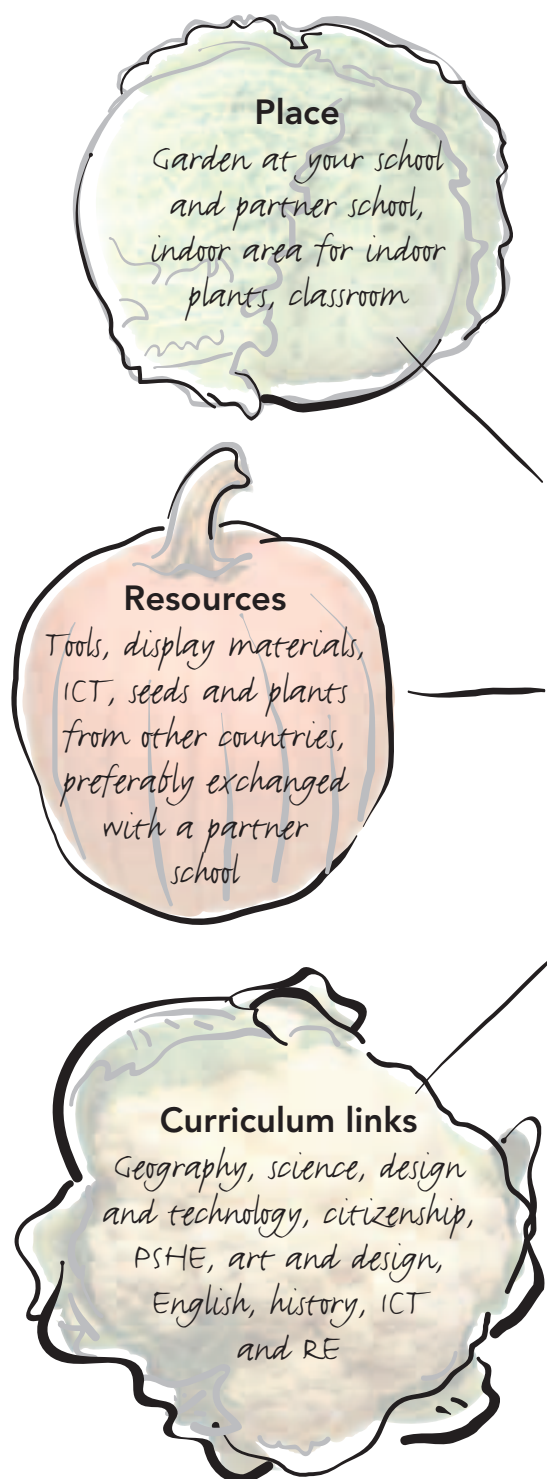 Place
Garden at your school
and partner school,
indoor area for indoor
plants, classroom
Resources
Tools, display materials,
ICT, seeds and plants
from other countries,
preferably exchanged
with a partner
school
Curriculum links
Geography, science, design
and technology, citizenship,
PSHE, art and design,
English, history, ICT
and RE